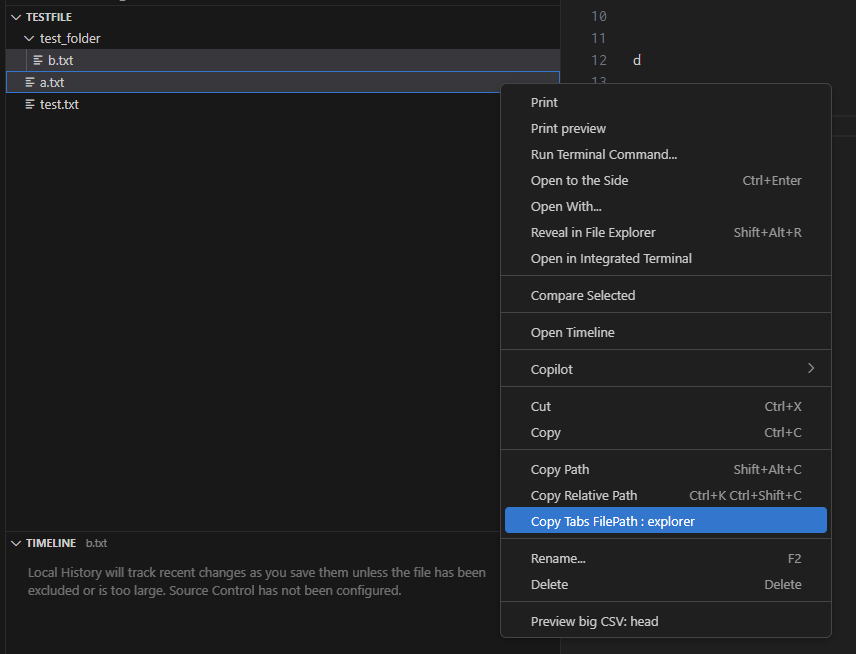 TESTFILE
test_folder
b.txt
a.txt
test.txt
10
11
12 d
13
Print
Print preview
Run Terminal Command...
Open to the Side Ctrl+Enter
Open With...
Reveal in File Explorer Shift+Alt+R
Open in Integrated Terminal
Compare Selected
Open Timeline
Copilot
Cut Ctrl+X
Copy Ctrl+C
Copy Path Shift+Alt+C
Copy Relative Path Ctrl+K Ctrl+Shift+C
Copy Tabs FilePath : explorer
Rename... F2
Delete Delete
Preview big CSV: head
TIMELINE b.txt
Local History will track recent changes as you save them unless the file has been
excluded or is too large. Source Control has not been configured.